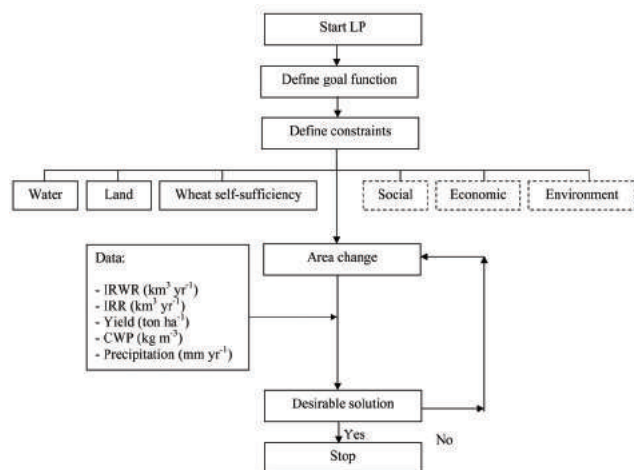 Start LP
Define goal function
Define constraints
Water
Land
Wheat self-sufficiency
Social
Economic
Environment
Data:
- IRWR (km³ yr⁻¹)
- IRR (km³ yr⁻¹)
- Yield (ton ha⁻¹)
- CWP (kg m⁻³)
- Precipitation (mm yr⁻¹)
Area change
Desirable solution
Yes
No
Stop